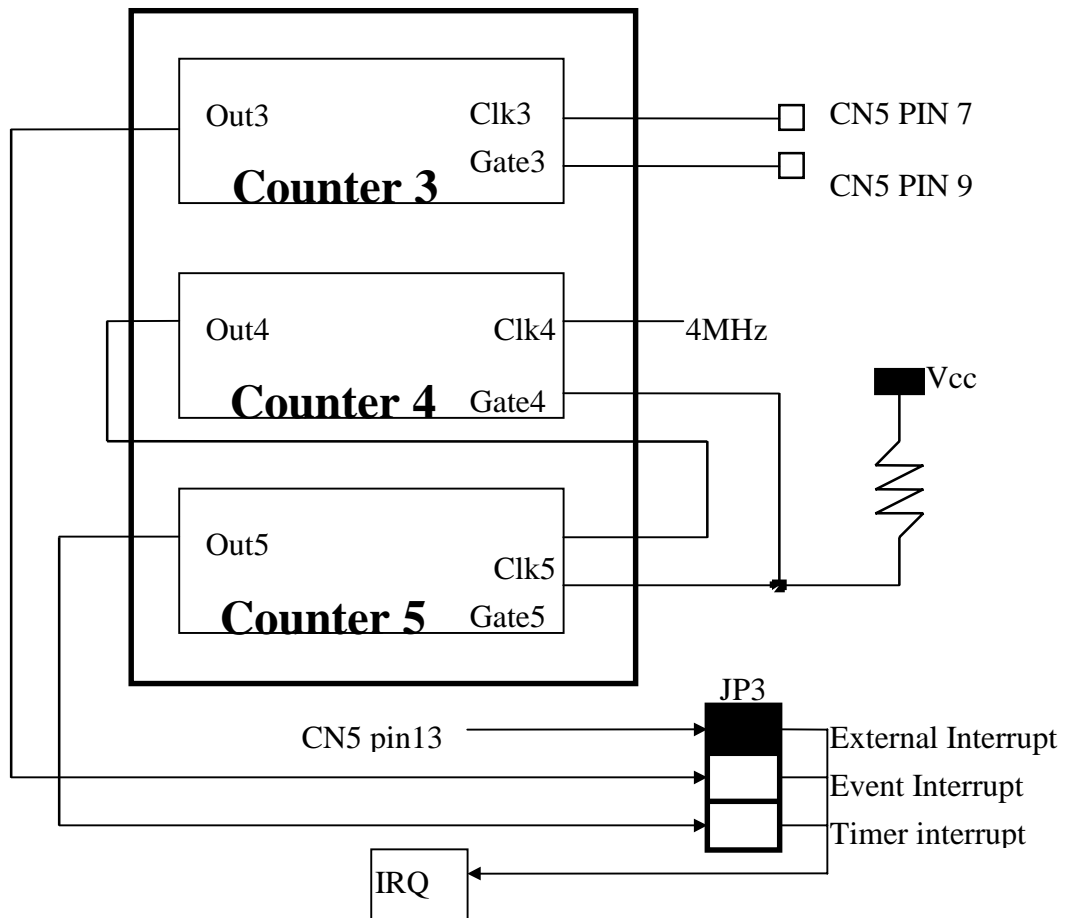 Out3
Clk3
Gate3
Counter 3
CN5 PIN 7
CN5 PIN 9
Out4
Clk4
4MHz
Counter 4
Gate4
Vcc
Out5
Clk5
Counter 5
Gate5
JP3
CN5 pin13
External Interrupt
Event Interrupt
Timer interrupt
IRQ